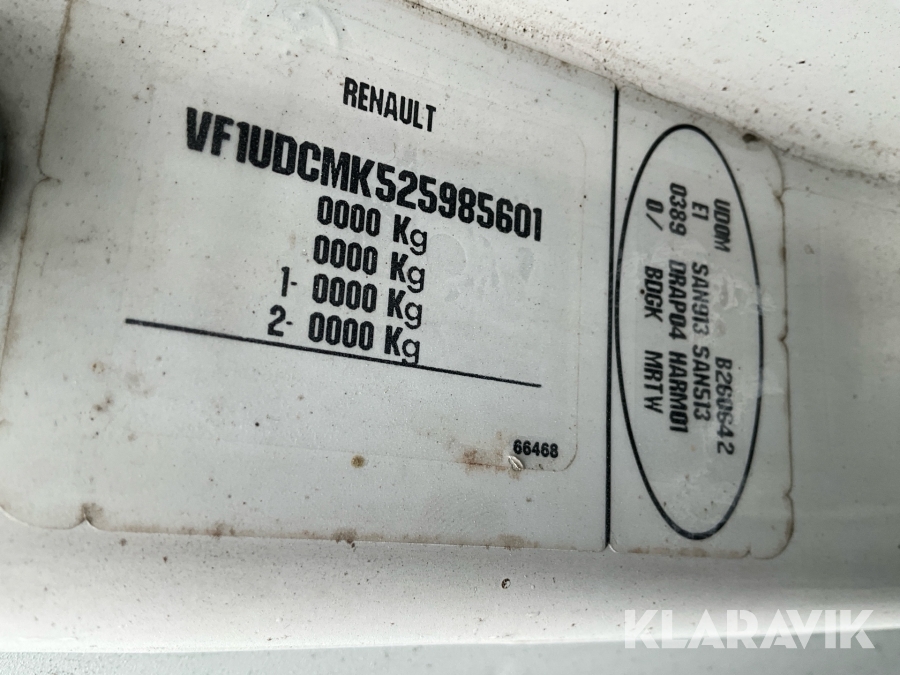 RENAULT
VF1UDCMK525985601
0000 Kg
0000 Kg
1- 0000 Kg
2- 0000 Kg
66468
UDOM B260642
E1 SAN913 SAN513
0389 DRAP04 HARM01
0/ BDGK MRTW
KLARAVIK